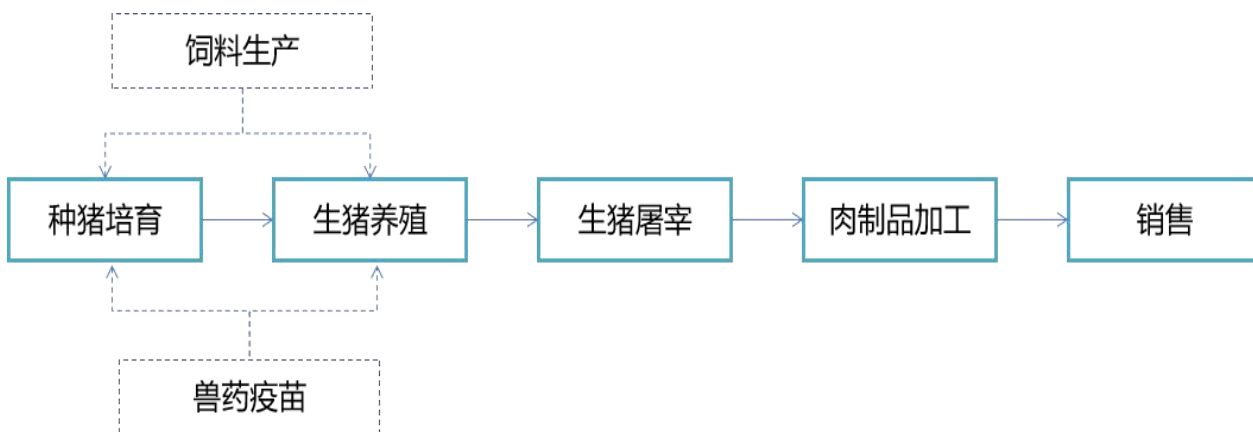 饲料生产
种猪培育
生猪养殖
生猪屠宰
肉制品加工
销售
兽药疫苗